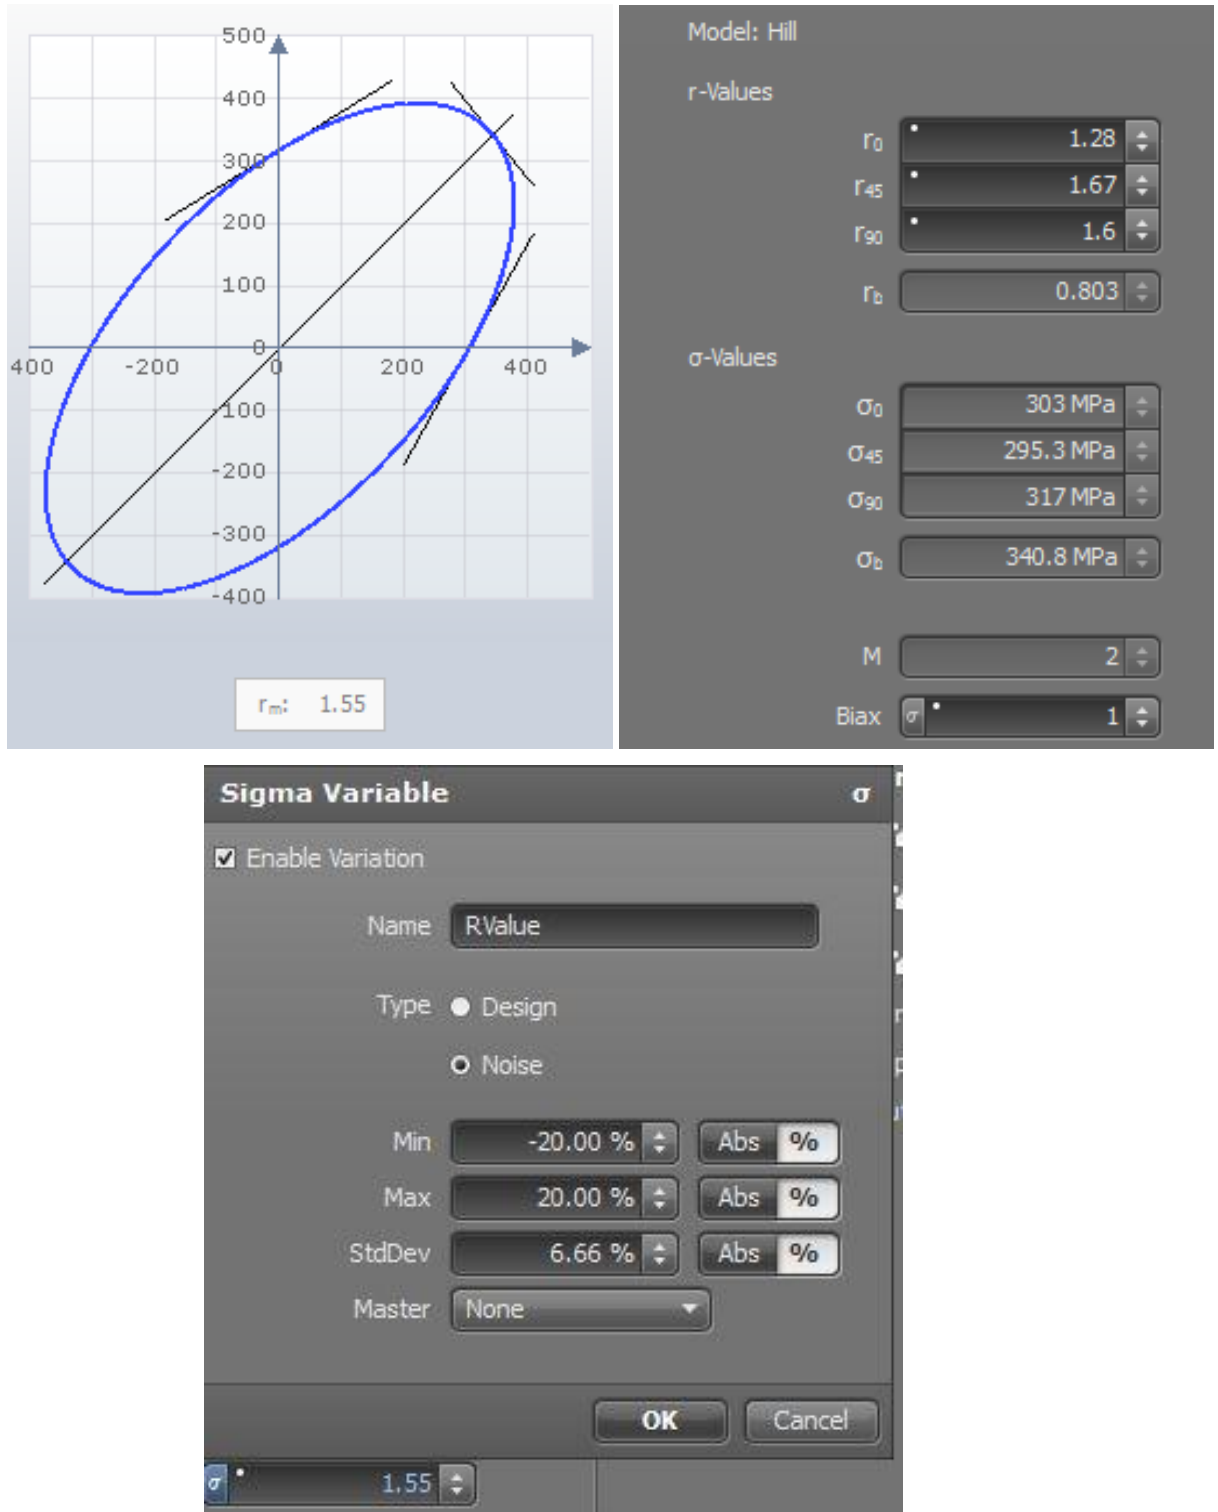 500
400
300
200
100
0
400 -200 0 200 400
-100
-200
-300
-400
rm: 1.55
Model: Hill
r-Values
r0 1.28
r45 1.67
r90 1.6
rb 0.803
σ-Values
σ0 303 MPa
σ45 295.3 MPa
σ90 317 MPa
σb 340.8 MPa
M 2
Biax σ 1
Sigma Variable σ
Enable Variation
Name RValue
Type Design
Noise
Min -20.00 % Abs %
Max 20.00 % Abs %
StdDev 6.66 % Abs %
Master None
OK Cancel
σ 1.55